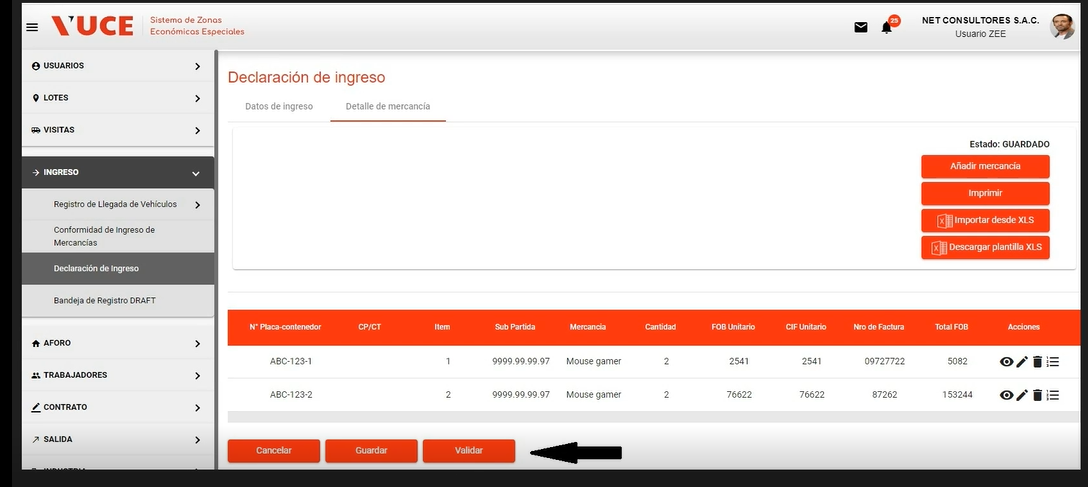 VUCE
Sistema de Zonas
Económicas Especiales
25
NET CONSULTORES S.A.C.
Usuario ZEE
USUARIOS
LOTES
VISITAS
INGRESO
Registro de Llegada de Vehículos
Conformidad de Ingreso de
Mercancías
Declaración de Ingreso
Bandeja de Registro DRAFT
AFORO
TRABAJADORES
CONTRATO
SALIDA
INDUSTRIA
Declaración de ingreso
Datos de ingreso Detalle de mercancía
Estado: GUARDADO
Añadir mercancía
Imprimir
Importar desde XLS
Descargar plantilla XLS
N° Placa-contenedor CP/CT Item Sub Partida Mercancía Cantidad FOB Unitario CIF Unitario Nro de Factura Total FOB Acciones
ABC-123-1 1 9999.99.99.97 Mouse gamer 2 2541 2541 09727722 5082
ABC-123-2 2 9999.99.99.97 Mouse gamer 2 76622 76622 87262 153244
Cancelar Guardar Validar